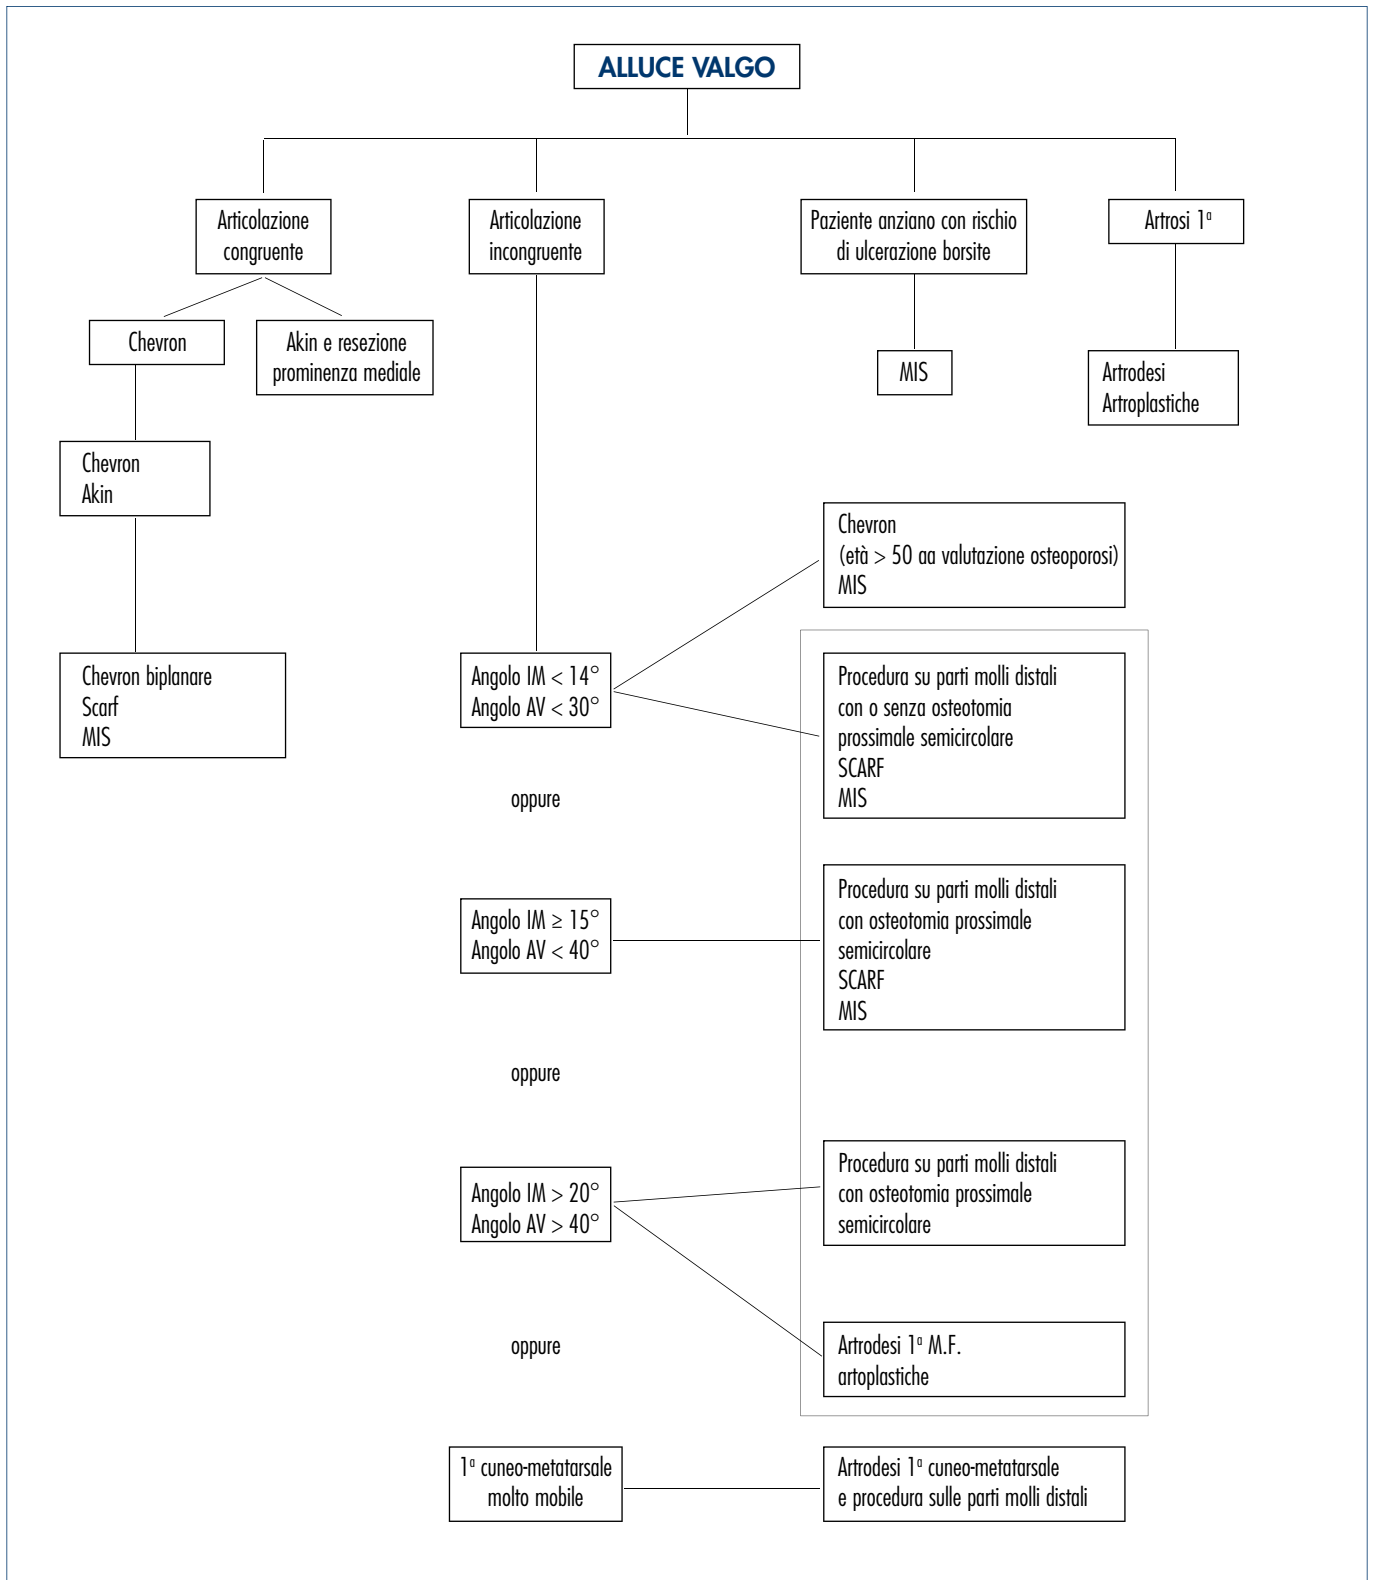 ALLUCE VALGO
Articolazione
congruente
Articolazione
incongruente
Paziente anziano con rischio
di ulcerazione borsite
Artrosi 1ª
Chevron
Akin e resezione
prominenza mediale
MIS
Artrodesi
Artroplastiche
Chevron
Akin
Chevron biplanare
Scarf
MIS
Angolo IM < 14°
Angolo AV < 30°
Chevron
(età > 50 aa valutazione osteoporosi)
MIS
Procedura su parti molli distali
con o senza osteotomia
prossimale semicircolare
SCARF
MIS
oppure
Angolo IM ≥ 15°
Angolo AV < 40°
Procedura su parti molli distali
con osteotomia prossimale
semicircolare
SCARF
MIS
oppure
Angolo IM > 20°
Angolo AV > 40°
Procedura su parti molli distali
con osteotomia prossimale
semicircolare
oppure
Artrodesi 1ª M.F.
artoplastiche
1ª cuneo-metatarsale
molto mobile
Artrodesi 1ª cuneo-metatarsale
e procedura sulle parti molli distali